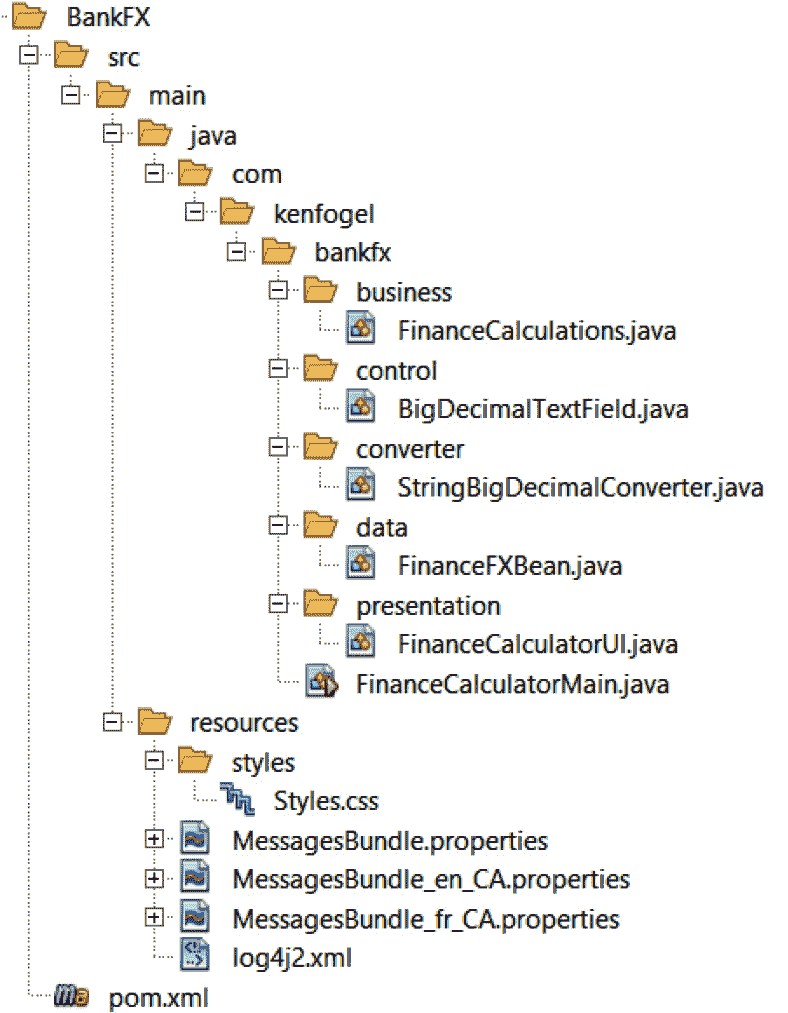 BankFX
src
main
java
com
kenfogel
bankfx
business
FinanceCalculations.java
control
BigDecimalTextField.java
converter
StringBigDecimalConverter.java
data
FinanceFXBean.java
presentation
FinanceCalculatorUI.java
FinanceCalculatorMain.java
resources
styles
Styles.css
MessagesBundle.properties
MessagesBundle_en_CA.properties
MessagesBundle_fr_CA.properties
log4j2.xml
pom.xml